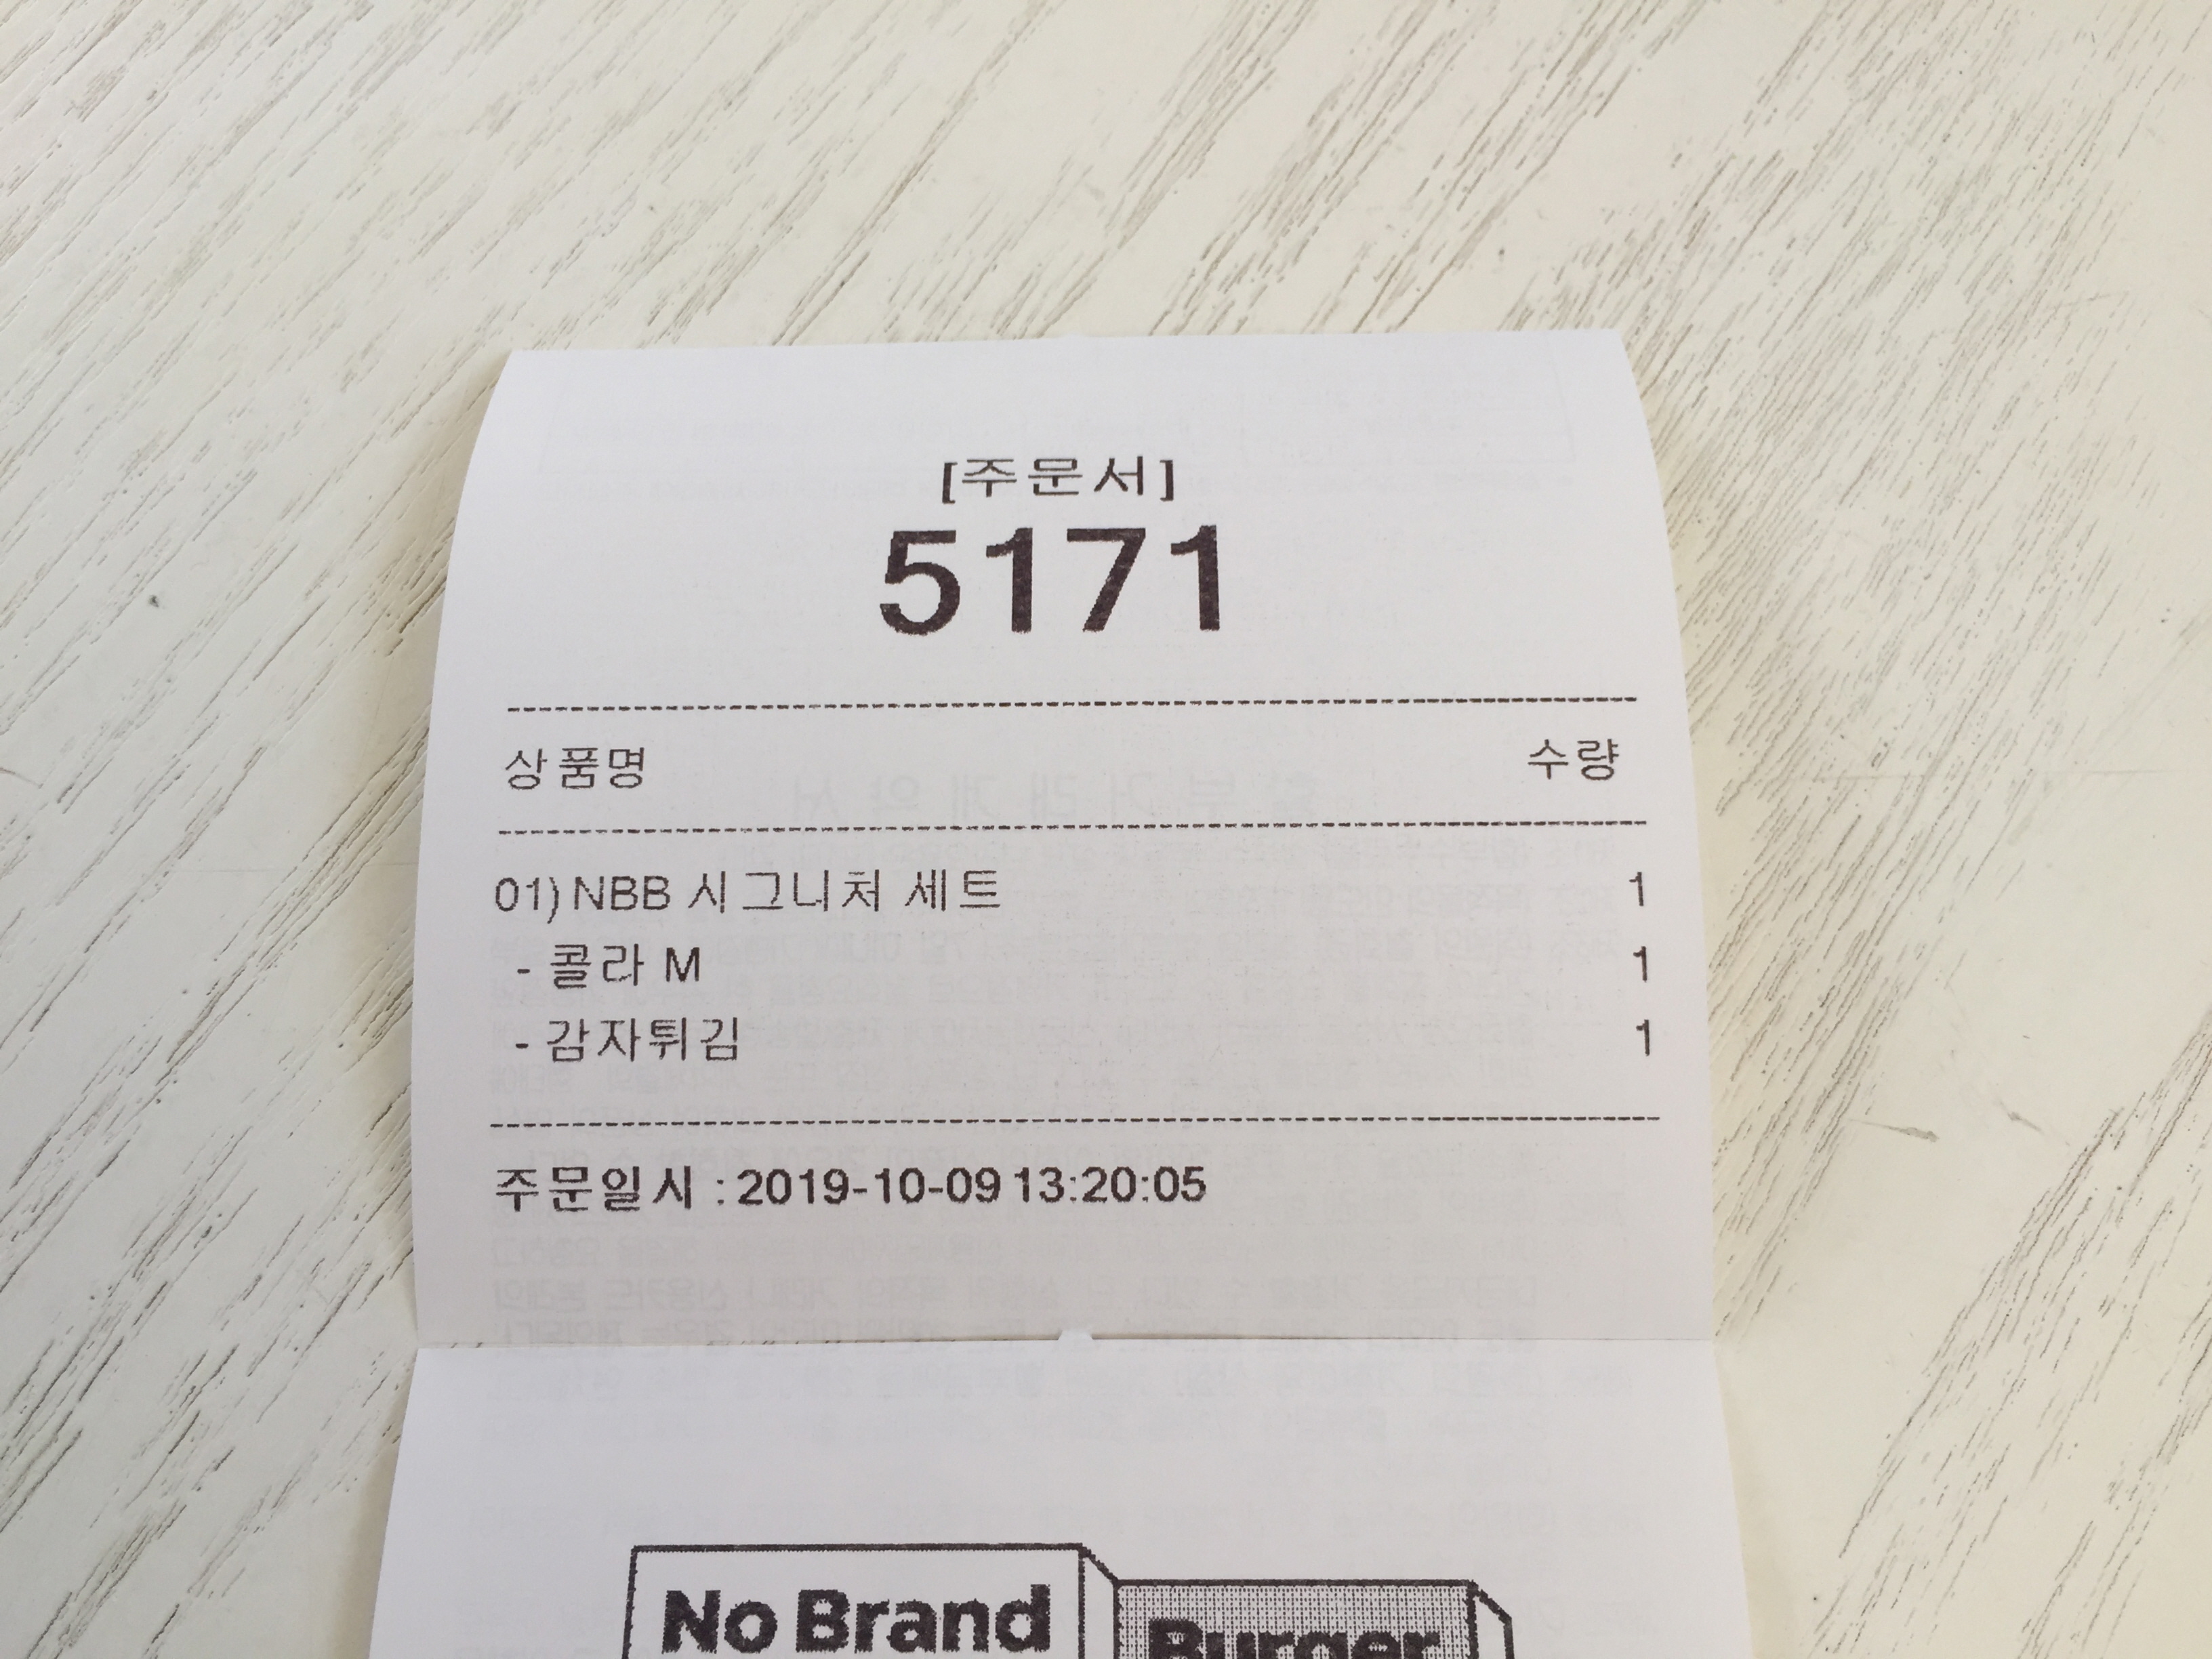 [주문서]
5171
상품명 수량
01) NBB 시그니처 세트 1
- 콜라 M 1
- 감자튀김 1
주문일시 : 2019-10-09 13:20:05
No Brand
Burger